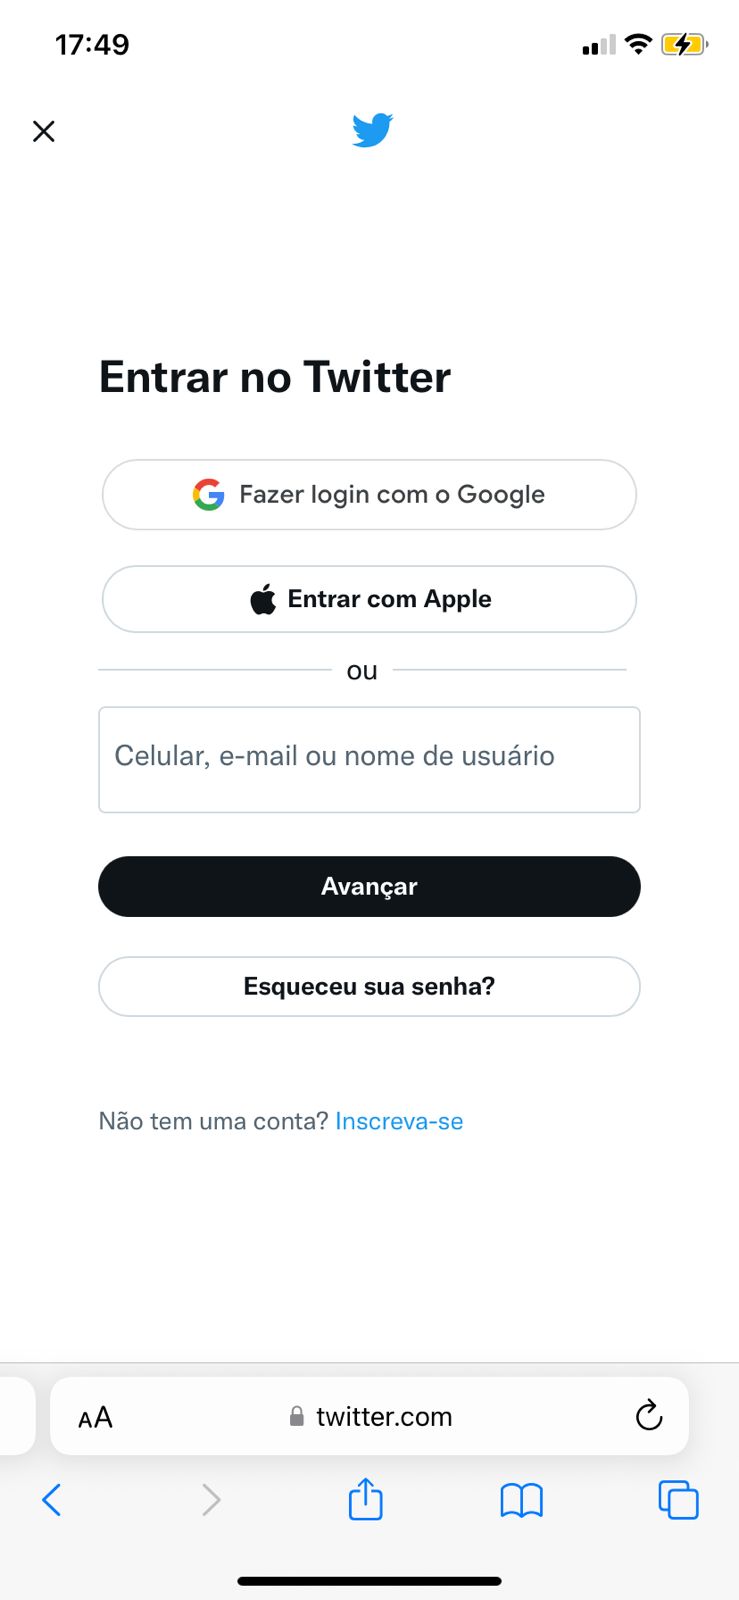 17:49
Entrar no Twitter
Fazer login com o Google
Entrar com Apple
ou
Celular, e-mail ou nome de usuário
Avançar
Esqueceu sua senha?
Não tem uma conta? Inscreva-se
AA twitter.com